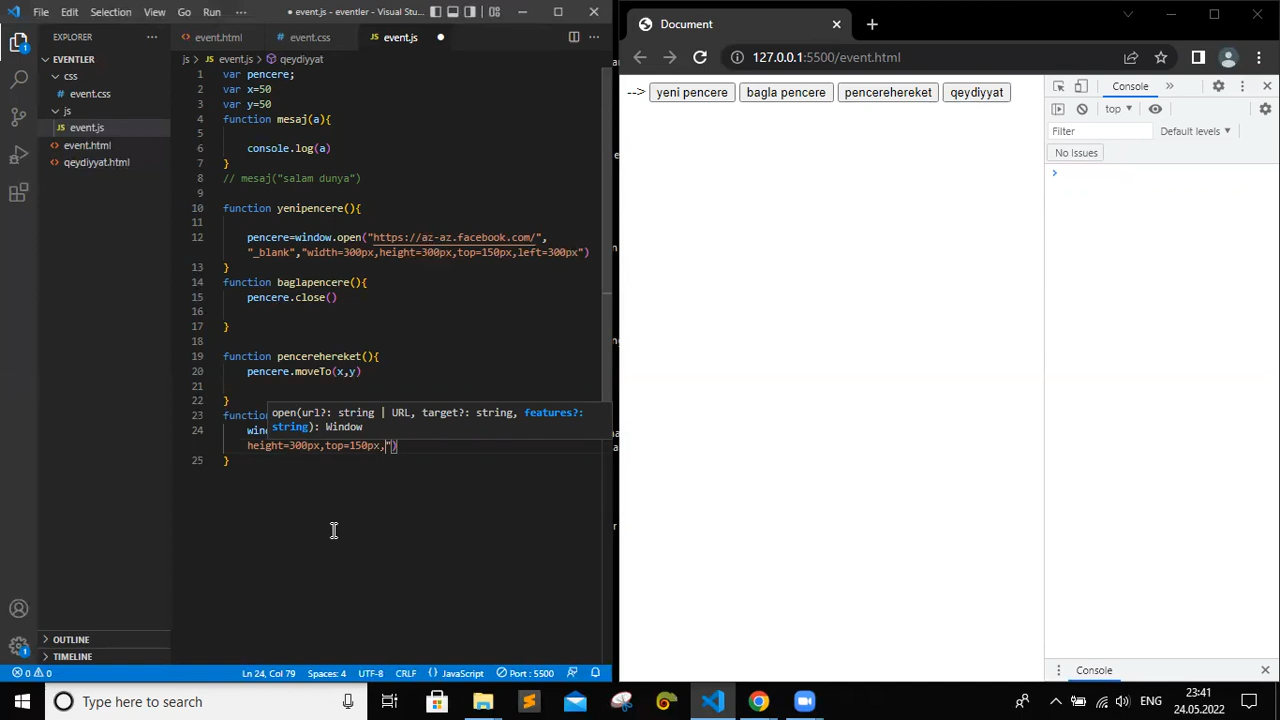 File Edit Selection View Go Run ··· ● event.js - eventler - Visual Stu...
EXPLORER ···
EVENTLER
css
event.css
js
JS event.js
event.html
qeydiyyat.html
OUTLINE
TIMELINE
event.html
event.css
JS event.js
js > JS event.js > qeydiyyat
1 var pencere;
2 var x=50
3 var y=50
4 function mesaj(a){
5
6 console.log(a)
7 }
8 // mesaj("salam dunya")
9
10 function yenipencere(){
11
12 pencere=window.open("https://az-az.facebook.com/",
"_blank","width=300px,height=300px,top=150px,left=300px")
13 }
14 function baglapencere(){
15 pencere.close()
16
17 }
18
19 function pencerehereket(){
20 pencere.moveTo(x,y)
21
22 }
23 functio
24 wind
height=300px,top=150px,")
25 }
open(url?: string | URL, target?: string, features?:
string): Window
0 0 Ln 24, Col 79 Spaces: 4 UTF-8 CRLF {} JavaScript Port : 5500
Document
127.0.0.1:5500/event.html
--> yeni pencere bagla pencere pencerehereket qeydiyyat
Console »
top
Filter Default levels
No Issues
>
Console
Type here to search
ENG
23:41
24.05.2022